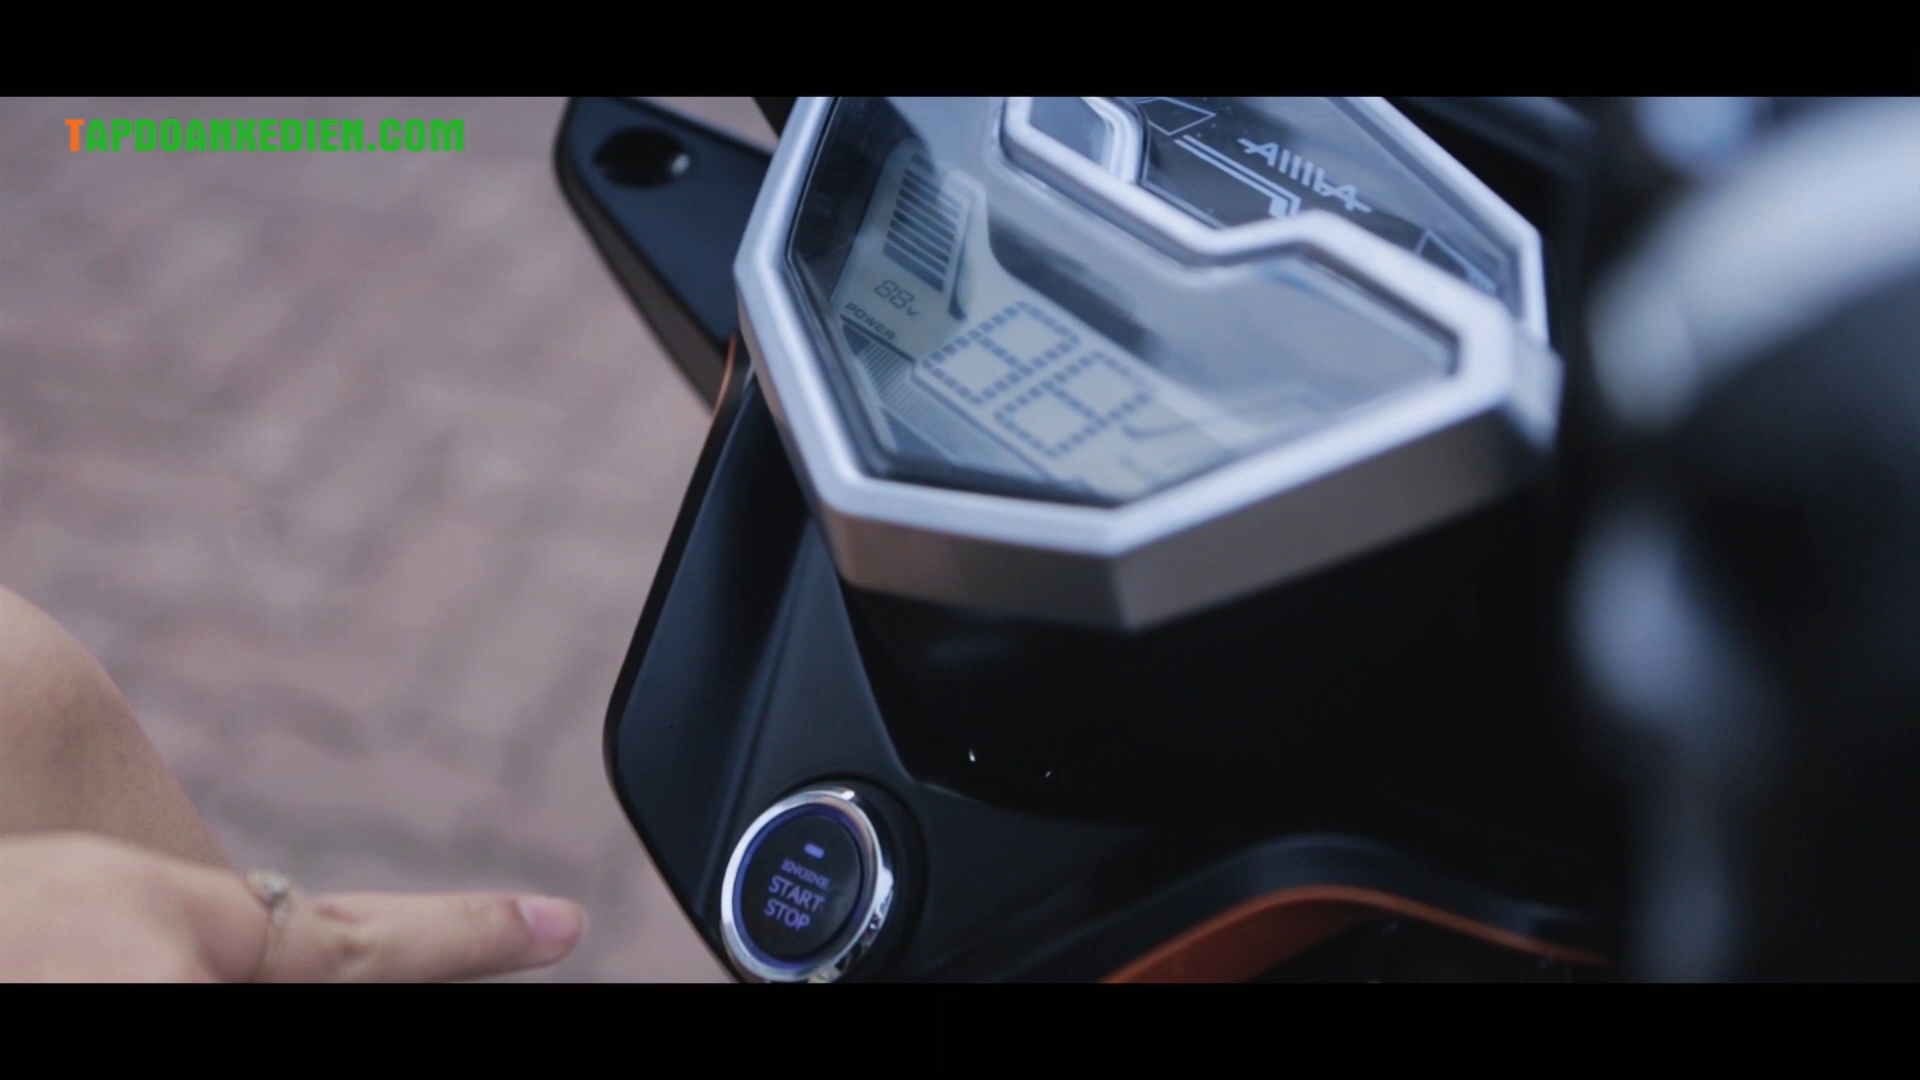 TAPDOANXEDIEN.COM
AIMA
88V
POWER
ENGINE
START
STOP